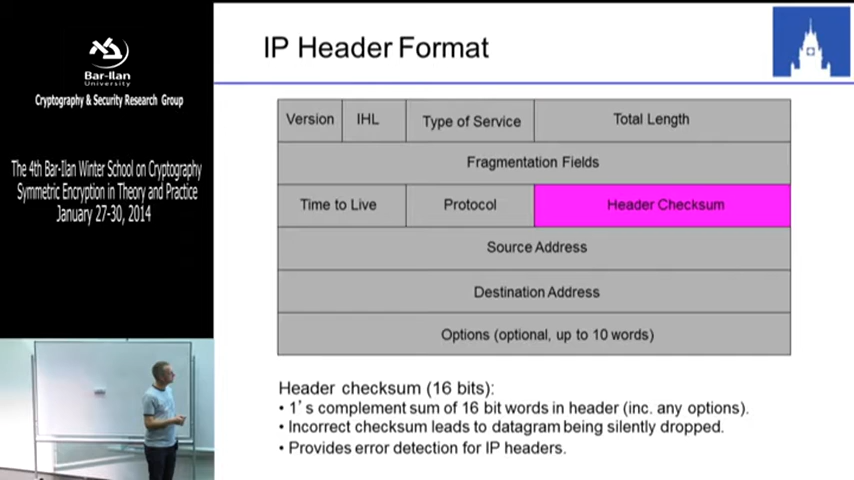 Bar-Ilan
University
Cryptography & Security Research Group
The 4th Bar-Ilan Winter School on Cryptography
Symmetric Encryption in Theory and Practice
January 27-30, 2014
IP Header Format
Version IHL Type of Service Total Length
Fragmentation Fields
Time to Live Protocol Header Checksum
Source Address
Destination Address
Options (optional, up to 10 words)
Header checksum (16 bits):
• 1's complement sum of 16 bit words in header (inc. any options).
• Incorrect checksum leads to datagram being silently dropped.
• Provides error detection for IP headers.